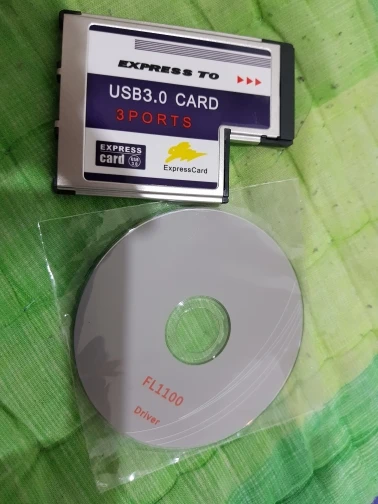 EXPRESS TO
USB3.0 CARD
3PORTS
EXPRESS
card
ExpressCard
FL1100
Driver